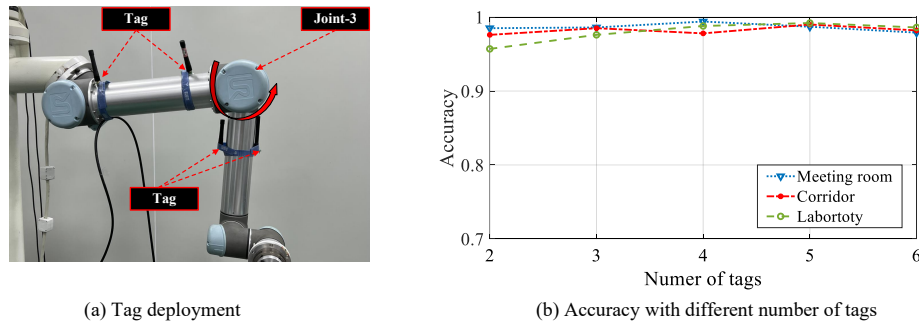 Tag
Joint-3
Tag
(a) Tag deployment
1
0.9
0.8
0.7
Accuracy
2 3 4 5 6
Numer of tags
Meeting room
Corridor
Labortoty
(b) Accuracy with different number of tags